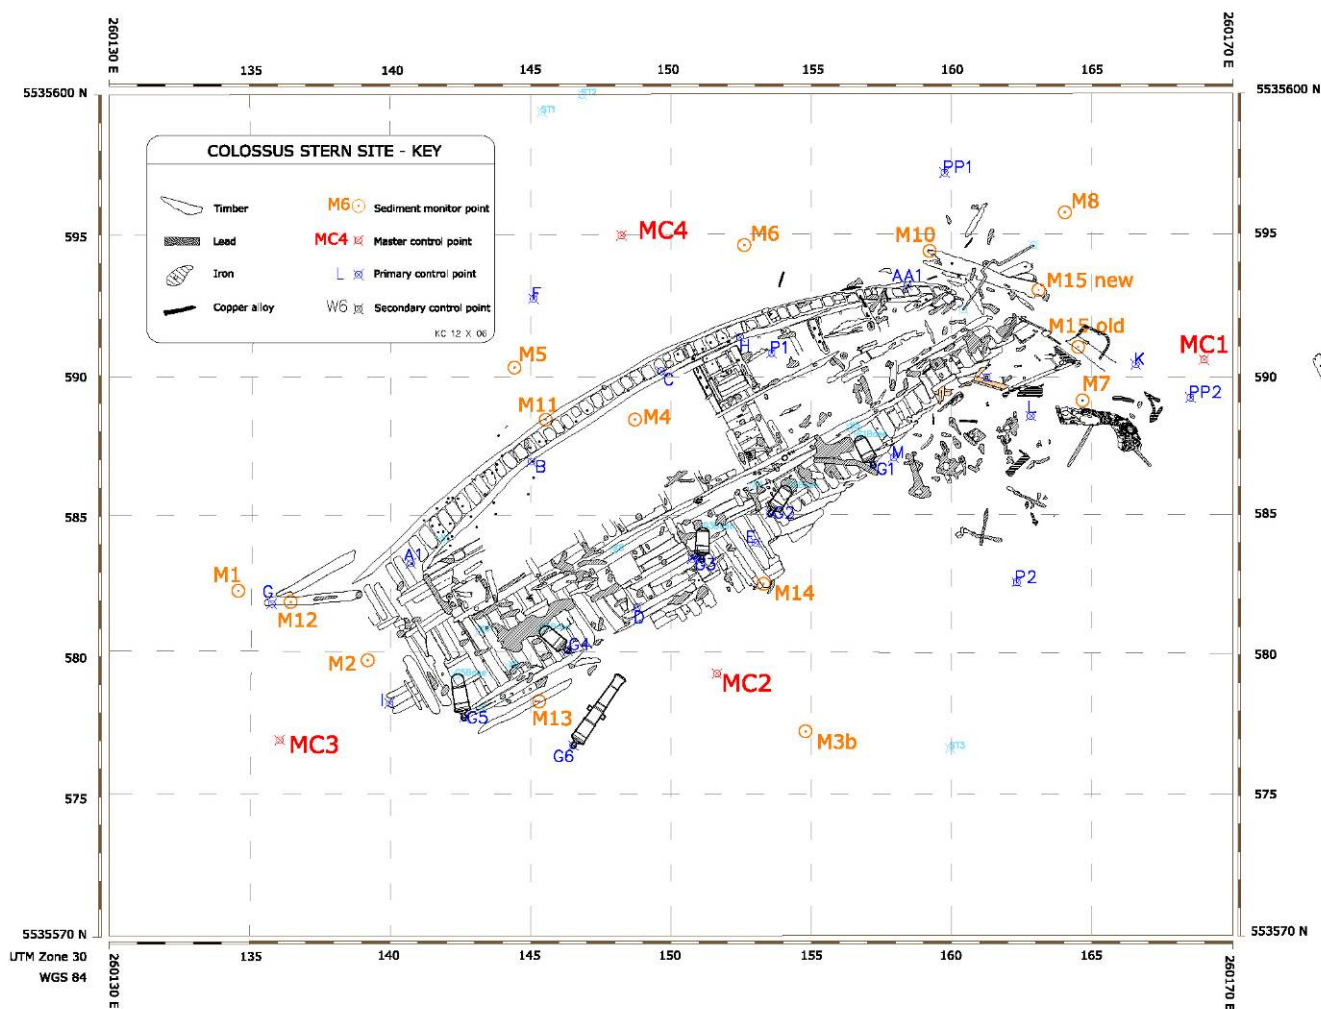 260130 E
260170 E
135 140 145 150 155 160 165
5535600 N
5535600 N
ST1
ST2
COLOSSUS STERN SITE - KEY
Timber
M6 Sediment monitor point
Lead
MC4 Master control point
Iron
L Primary control point
Copper alloy
W6 Secondary control point
KC 12 X 06
PP1
M8
595
595
MC4
M6
M10
AA1
M15 new
F
M15 old
H
P1
MC1
K
M5
590
590
C
M7
PP2
M11
M4
L
B
M
G1
585
585
G2
E
A1
G3
M1
G
M12
M14
P2
D
580
580
M2
G4
I
MC2
G5
M13
MC3
G6
M3b
ST3
575
575
5535570 N
5535570 N
UTM Zone 30
WGS 84
135 140 145 150 155 160 165
260130 E
260170 E